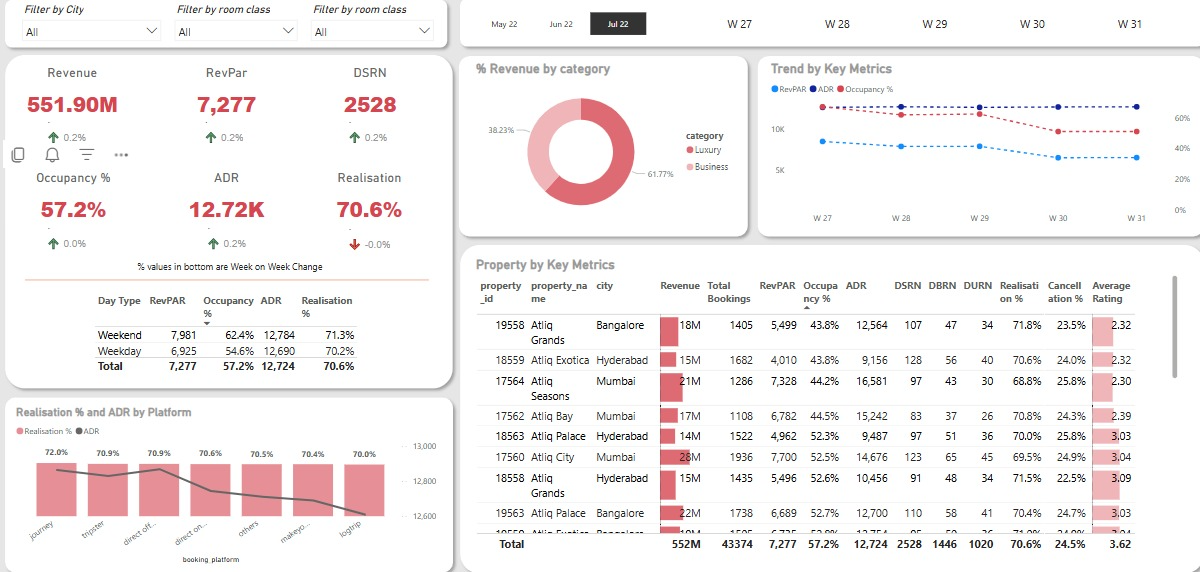 Filter by City
Filter by room class
Filter by room class
All
All
All
May 22
Jun 22
Jul 22
W 27
W 28
W 29
W 30
W 31
Revenue
RevPar
DSRN
551.90M
7,277
2528
0.2%
0.2%
0.2%
Occupancy %
ADR
Realisation
57.2%
12.72K
70.6%
0.0%
0.2%
-0.0%
% values in bottom are Week on Week Change
Day Type RevPAR Occupancy % ADR Realisation %
Weekend 7,981 62.4% 12,784 71.3%
Weekday 6,925 54.6% 12,690 70.2%
Total 7,277 57.2% 12,724 70.6%
Realisation % and ADR by Platform
Realisation % ADR
72.0% 70.9% 70.9% 70.6% 70.5% 70.4% 70.0%
13,000
12,800
12,600
journey tripster direct off... direct on... others makeyo... logtrip
booking_platform
% Revenue by category
38.23%
61.77%
category
Luxury
Business
Trend by Key Metrics
RevPAR ADR Occupancy %
10K
5K
60%
40%
20%
0%
W 27 W 28 W 29 W 30 W 31
Property by Key Metrics
property_id property_name city Revenue Total Bookings RevPAR Occupancy % ADR DSRN DBRN DURN Realisation % Cancellation % Average Rating
19558 Atliq Grands Bangalore 18M 1405 5,499 43.8% 12,564 107 47 34 71.8% 23.5% 2.32
18559 Atliq Exotica Hyderabad 15M 1682 4,010 43.8% 9,156 128 56 40 70.6% 24.0% 2.32
17564 Atliq Seasons Mumbai 21M 1286 7,328 44.2% 16,581 97 43 30 68.8% 25.8% 2.30
17562 Atliq Bay Mumbai 17M 1108 6,782 44.5% 15,242 83 37 26 70.8% 24.3% 2.39
18563 Atliq Palace Hyderabad 14M 1522 4,962 52.3% 9,487 97 51 36 70.0% 25.8% 3.03
17560 Atliq City Mumbai 28M 1936 7,700 52.5% 14,676 123 65 45 69.5% 24.9% 3.04
18558 Atliq Grands Hyderabad 15M 1435 5,496 52.6% 10,456 91 48 34 71.5% 22.5% 3.09
19563 Atliq Palace Bangalore 22M 1738 6,689 52.7% 12,700 110 58 41 70.4% 24.7% 3.03
Total 552M 43374 7,277 57.2% 12,724 2528 1446 1020 70.6% 24.5% 3.62